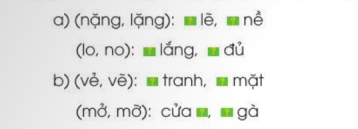 a) (nặng, lặng): ? lẽ, ? nề
(lo, no): ? lắng, ? đủ
b) (vẻ, vẽ): ? tranh, ? mặt
(mở, mỡ): cửa ?, ? gà